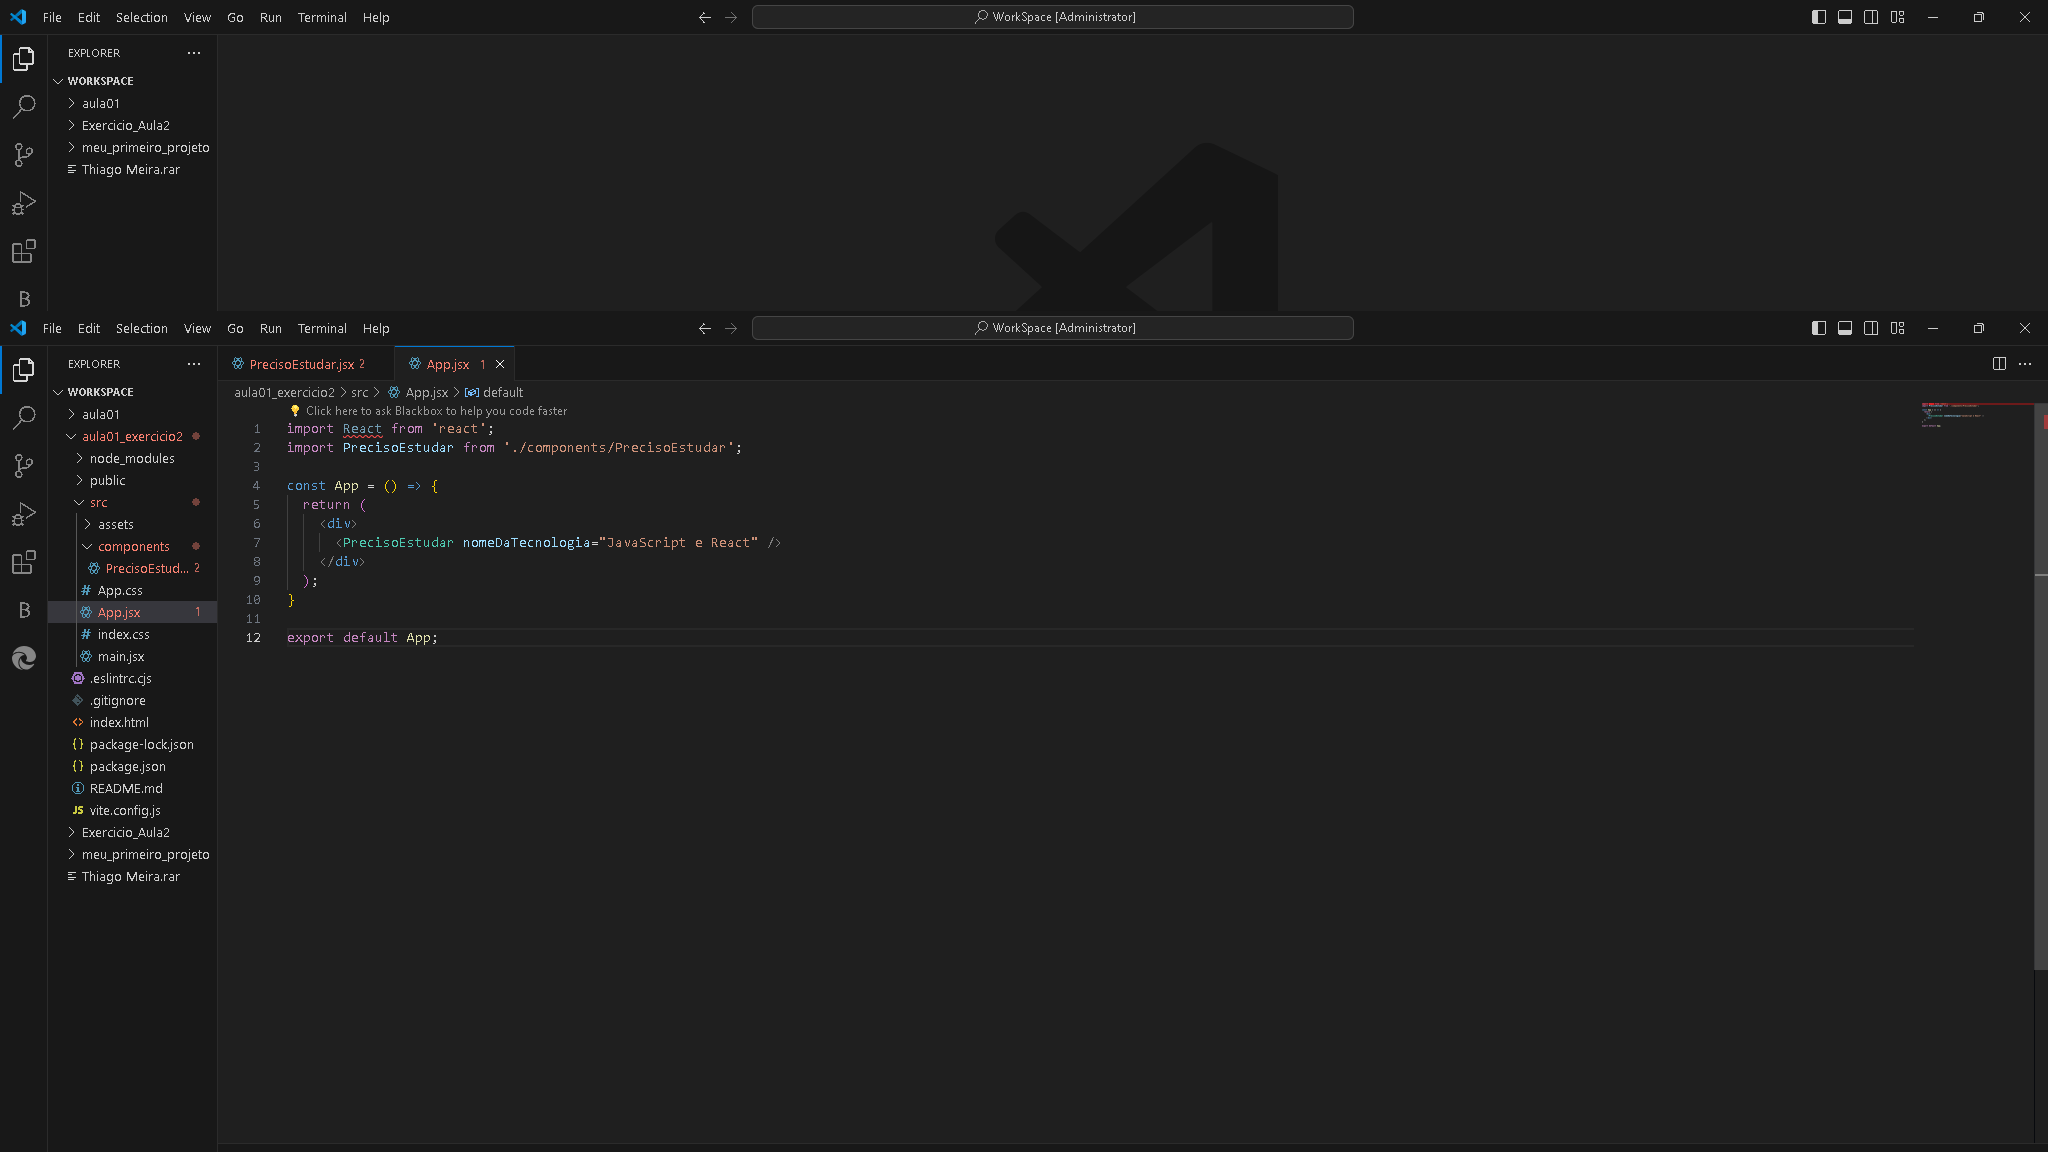 File Edit Selection View Go Run Terminal Help
WorkSpace [Administrator]
EXPLORER
WORKSPACE
aula01
Exercicio_Aula2
meu_primeiro_projeto
Thiago Meira.rar
File Edit Selection View Go Run Terminal Help
WorkSpace [Administrator]
EXPLORER
WORKSPACE
aula01
aula01_exercicio2
node_modules
public
src
assets
components
PrecisoEstud... 2
App.css
App.jsx 1
index.css
main.jsx
.eslintrc.cjs
.gitignore
index.html
package-lock.json
package.json
README.md
vite.config.js
Exercicio_Aula2
meu_primeiro_projeto
Thiago Meira.rar
PrecisoEstudar.jsx 2
App.jsx 1
aula01_exercicio2 > src > App.jsx > default
Click here to ask Blackbox to help you code faster
1 import React from 'react';
2 import PrecisoEstudar from './components/PrecisoEstudar';
3
4 const App = () => {
5 return (
6 <div>
7 <PrecisoEstudar nomeDaTecnologia="JavaScript e React" />
8 </div>
9 );
10 }
11
12 export default App;